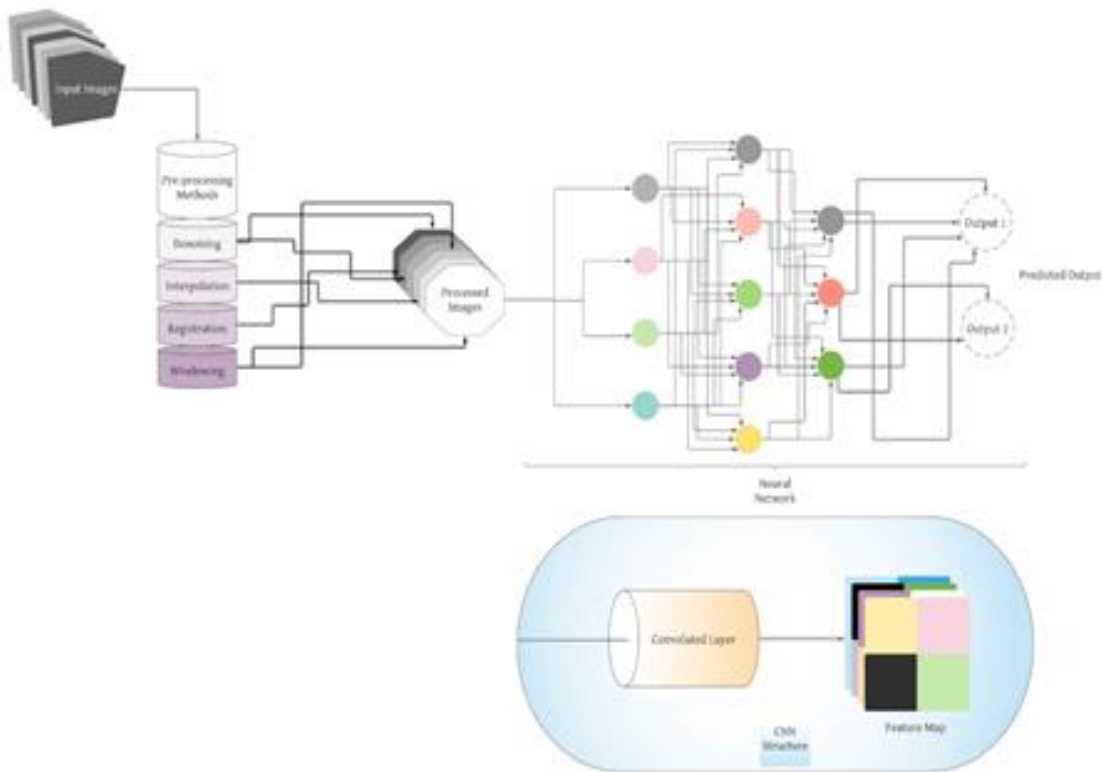 Input Images
Pre-processing
Methods
Denoising
Interpolation
Registration
Windowing
Processed
Images
Output 1
Predicted Output
Output 2
Neural
Network
Convoluted Layer
Feature Map
CNN
Structure